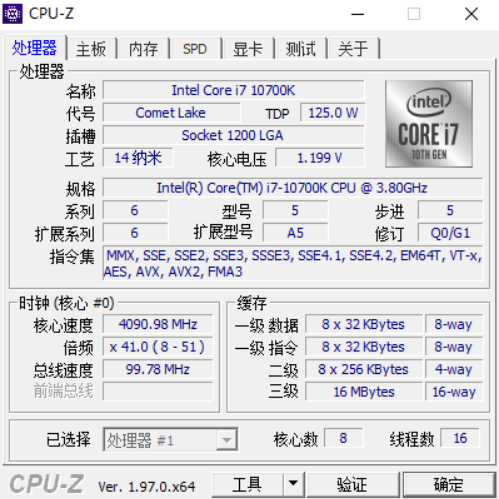 CPU-Z
处理器 主板 内存 SPD 显卡 测试 关于
处理器
名称 Intel Core i7 10700K
代号 Comet Lake TDP 125.0 W
插槽 Socket 1200 LGA
工艺 14 纳米 核心电压 1.199 V
intel
CORE i7
10TH GEN
规格 Intel(R) Core(TM) i7-10700K CPU @ 3.80GHz
系列 6 型号 5 步进 5
扩展系列 6 扩展型号 A5 修订 Q0/G1
指令集 MMX, SSE, SSE2, SSE3, SSSE3, SSE4.1, SSE4.2, EM64T, VT-x,
AES, AVX, AVX2, FMA3
时钟 (核心 #0)
核心速度 4090.98 MHz
倍频 x 41.0 ( 8 - 51 )
总线速度 99.78 MHz
前端总线
缓存
一级 数据 8 x 32 KBytes 8-way
一级 指令 8 x 32 KBytes 8-way
二级 8 x 256 KBytes 4-way
三级 16 MBytes 16-way
已选择 处理器 #1 核心数 8 线程数 16
CPU-Z Ver. 1.97.0.x64 工具 验证 确定